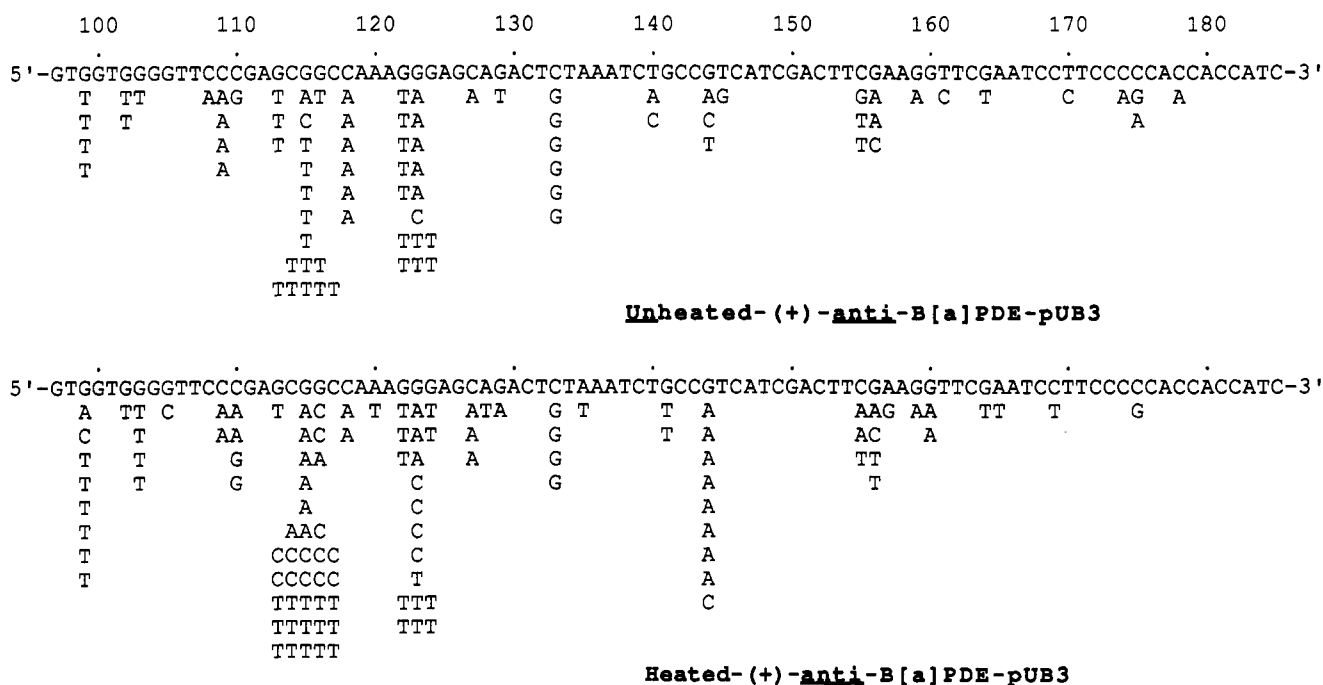 100 110 120 130 140 150 160 170 180
5'-GTGGTGGGGTTCCCGAGCGGCCAAAGGGAGCAGACTCTAAATCTGCCGTCATCGACTTCGAAGGTTCGAATCCTTCCCCCACCACCATC-3'
T TT AAG T AT A TA A T G A AG GA A C T C AG A
T T A T C A TA G C C TA A
T A T T A TA G T TC
T A T A TA G
T A TA G
T A C G
T TTT
TTT TTT
TTTTT
Unheated-(+)-anti-B[a]PDE-pUB3
5'-GTGGTGGGGTTCCCGAGCGGCCAAAGGGAGCAGACTCTAAATCTGCCGTCATCGACTTCGAAGGTTCGAATCCTTCCCCCACCACCATC-3'
A TT C AA T AC A T TAT ATA G T T A AAG AA TT T G
C T AA AC A TAT A G T A AC A
T T G AA TA A G A TT
T T G A C G A T
T A C A
T AAC C A
T CCCCC C A
T CCCCC T A
TTTTT TTT C
TTTTT TTT
TTTTT
Heated-(+)-anti-B[a]PDE-pUB3